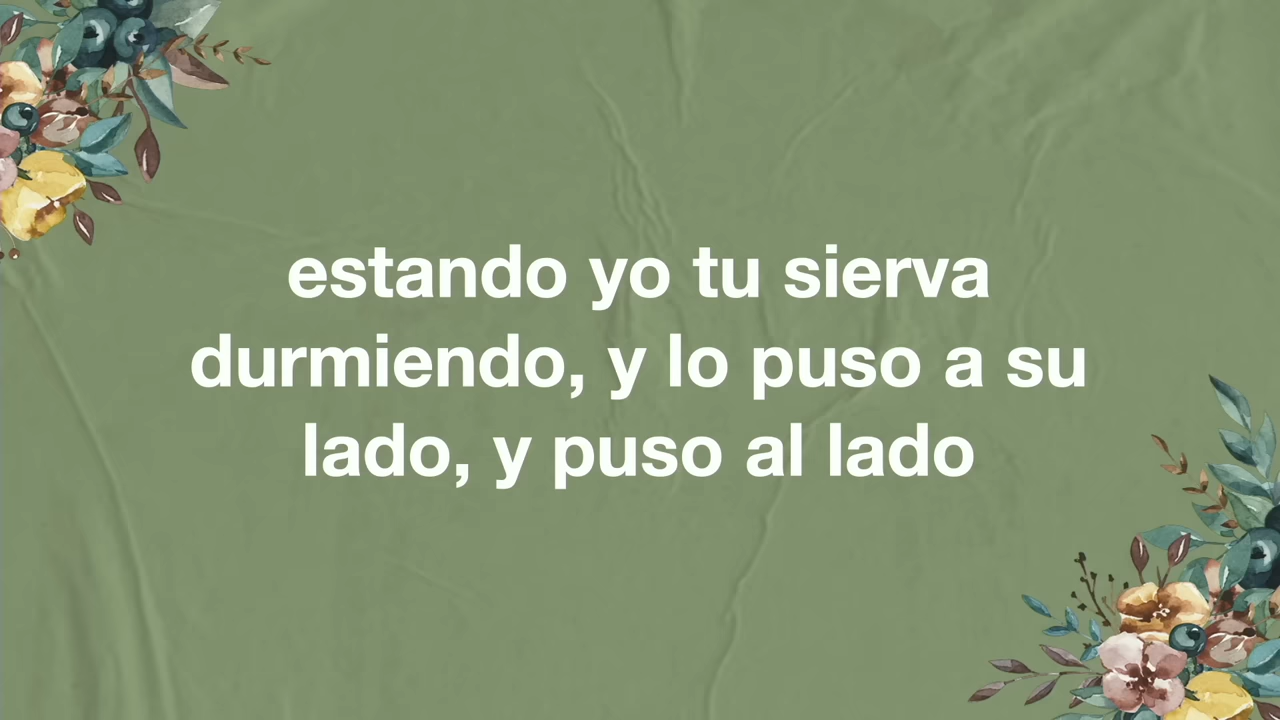 estando yo tu sierva
durmiendo, y lo puso a su
lado, y puso al lado